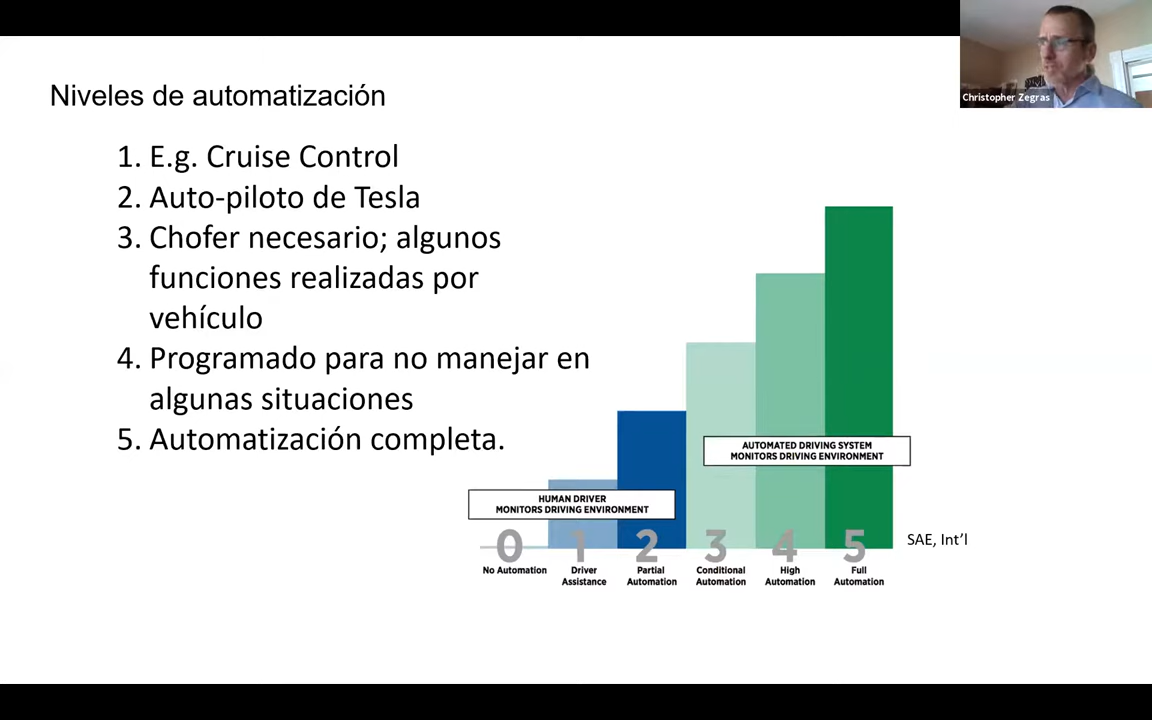 Christopher Zegras
Niveles de automatización
1. E.g. Cruise Control
2. Auto-piloto de Tesla
3. Chofer necesario; algunos
funciones realizadas por
vehículo
4. Programado para no manejar en
algunas situaciones
5. Automatización completa.
AUTOMATED DRIVING SYSTEM
MONITORS DRIVING ENVIRONMENT
HUMAN DRIVER
MONITORS DRIVING ENVIRONMENT
0 1 2 3 4 5
SAE, Int'l
No Automation
Driver
Assistance
Partial
Automation
Conditional
Automation
High
Automation
Full
Automation